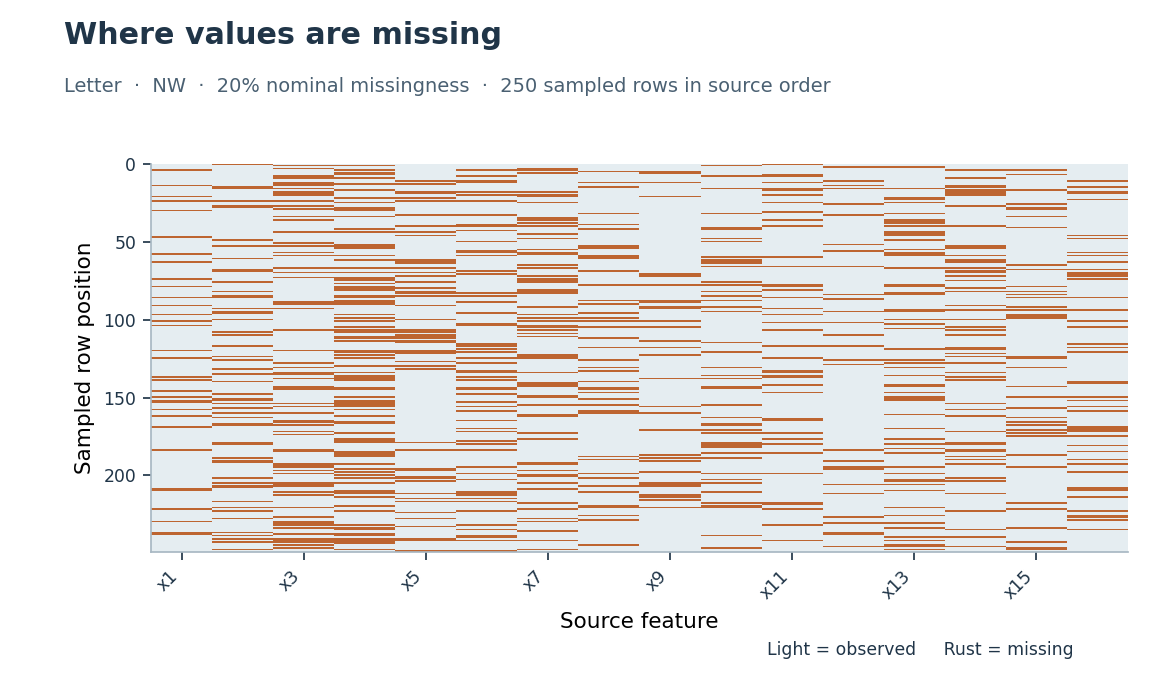 Where values are missing
Letter · NW · 20% nominal missingness · 250 sampled rows in source order
Sampled row position
0
50
100
150
200
x1 x3 x5 x7 x9 x11 x13 x15
Source feature
Light = observed Rust = missing